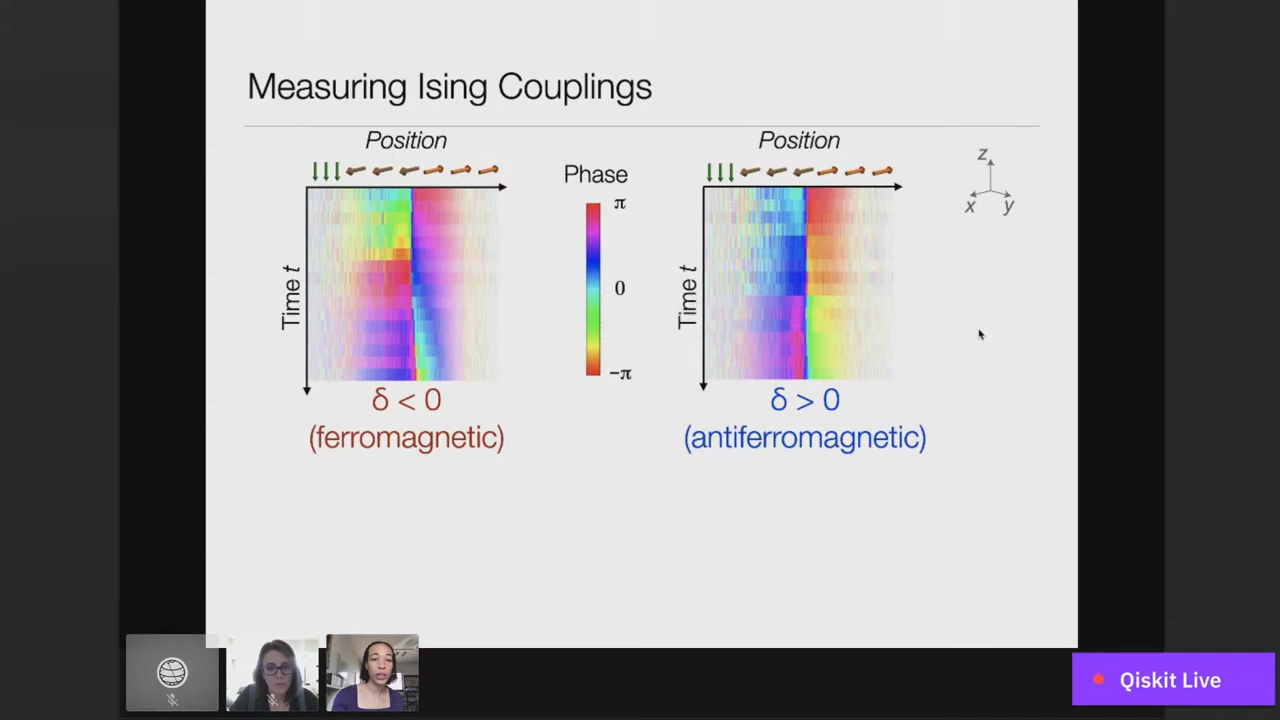 Measuring Ising Couplings
Position
Position
z
x
y
Phase
π
0
−π
Time t
Time t
δ < 0
(ferromagnetic)
δ > 0
(antiferromagnetic)
Qiskit Live